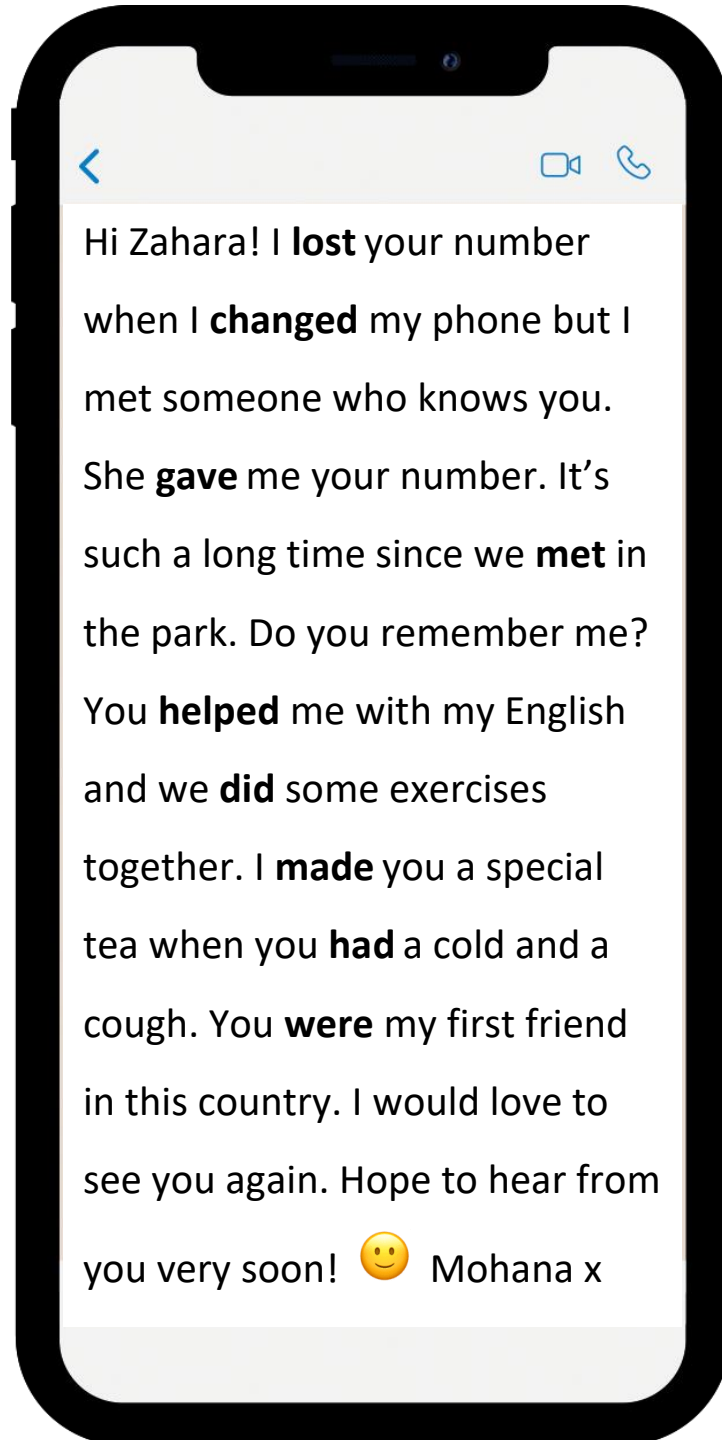 Hi Zahara! I lost your number
when I changed my phone but I
met someone who knows you.
She gave me your number. It’s
such a long time since we met in
the park. Do you remember me?
You helped me with my English
and we did some exercises
together. I made you a special
tea when you had a cold and a
cough. You were my first friend
in this country. I would love to
see you again. Hope to hear from
you very soon! 🙂 Mohana x